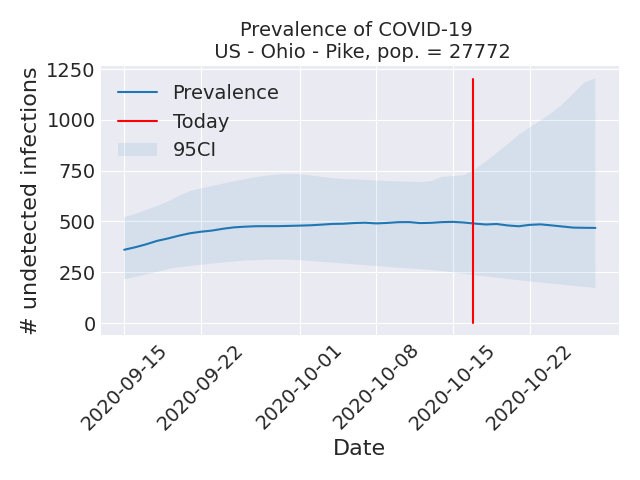 Prevalence of COVID-19
US - Ohio - Pike, pop. = 27772
# undetected infections
1250
1000
750
500
250
0
Prevalence
Today
95CI
2020-09-15
2020-09-22
2020-10-01
2020-10-08
2020-10-15
2020-10-22
Date